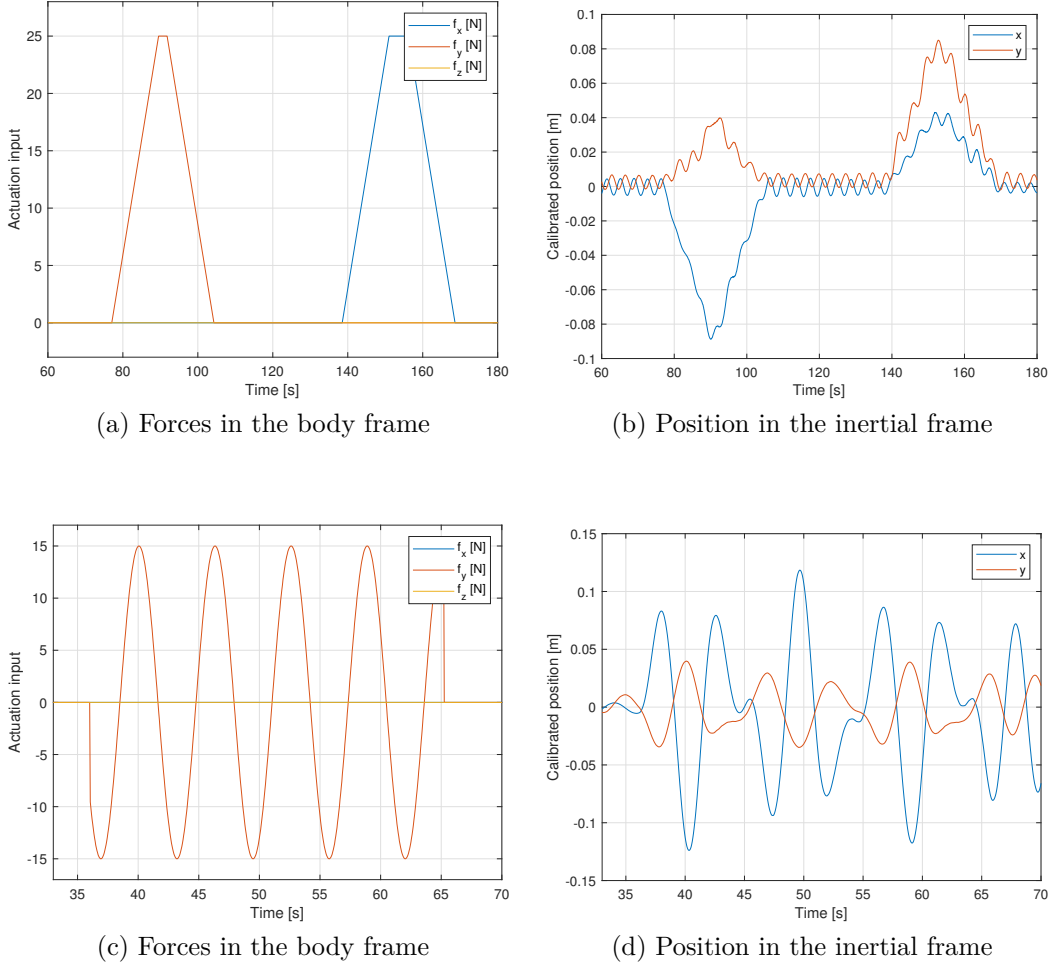 25
20
15
10
5
0
Actuation input
f_x [N]
f_y [N]
f_z [N]
60 80 100 120 140 160 180
Time [s]
(a) Forces in the body frame
0.1
0.08
0.06
0.04
0.02
0
-0.02
-0.04
-0.06
-0.08
-0.1
Calibrated position [m]
x
y
60 80 100 120 140 160 180
Time [s]
(b) Position in the inertial frame
15
10
5
0
-5
-10
-15
Actuation input
f_x [N]
f_y [N]
f_z [N]
35 40 45 50 55 60 65 70
Time [s]
(c) Forces in the body frame
0.15
0.1
0.05
0
-0.05
-0.1
-0.15
Calibrated position [m]
x
y
35 40 45 50 55 60 65 70
Time [s]
(d) Position in the inertial frame